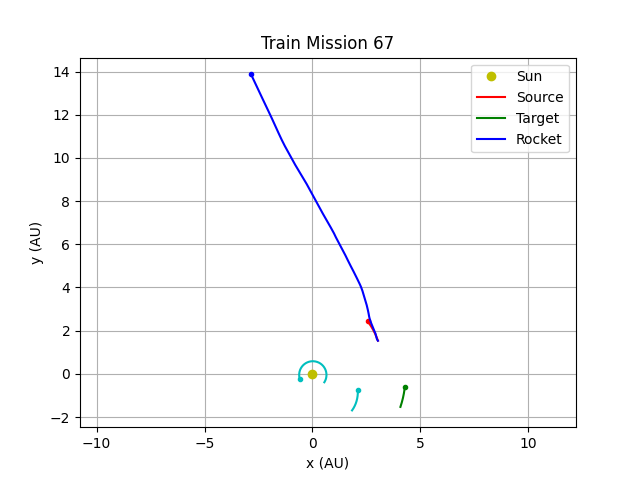 Train Mission 67
Sun
Source
Target
Rocket
y (AU)
14
12
10
8
6
4
2
0
−2
−10
−5
0
5
10
x (AU)